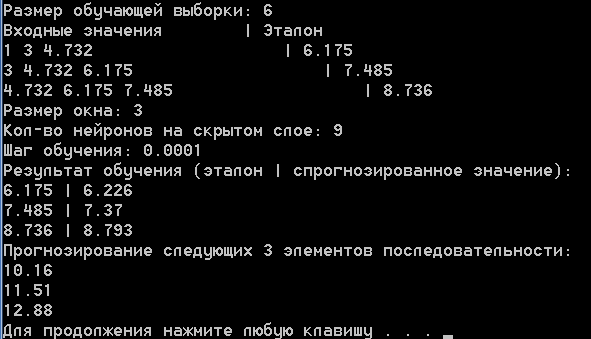 Размер обучающей выборки: 6
Входные значения | Эталон
1 3 4.732 | 6.175
3 4.732 6.175 | 7.485
4.732 6.175 7.485 | 8.736
Размер окна: 3
Кол-во нейронов на скрытом слое: 9
Шаг обучения: 0.0001
Результат обучения (эталон | спрогнозированное значение):
6.175 | 6.226
7.485 | 7.37
8.736 | 8.793
Прогнозирование следующих 3 элементов последовательности:
10.16
11.51
12.88
Для продолжения нажмите любую клавишу . . .